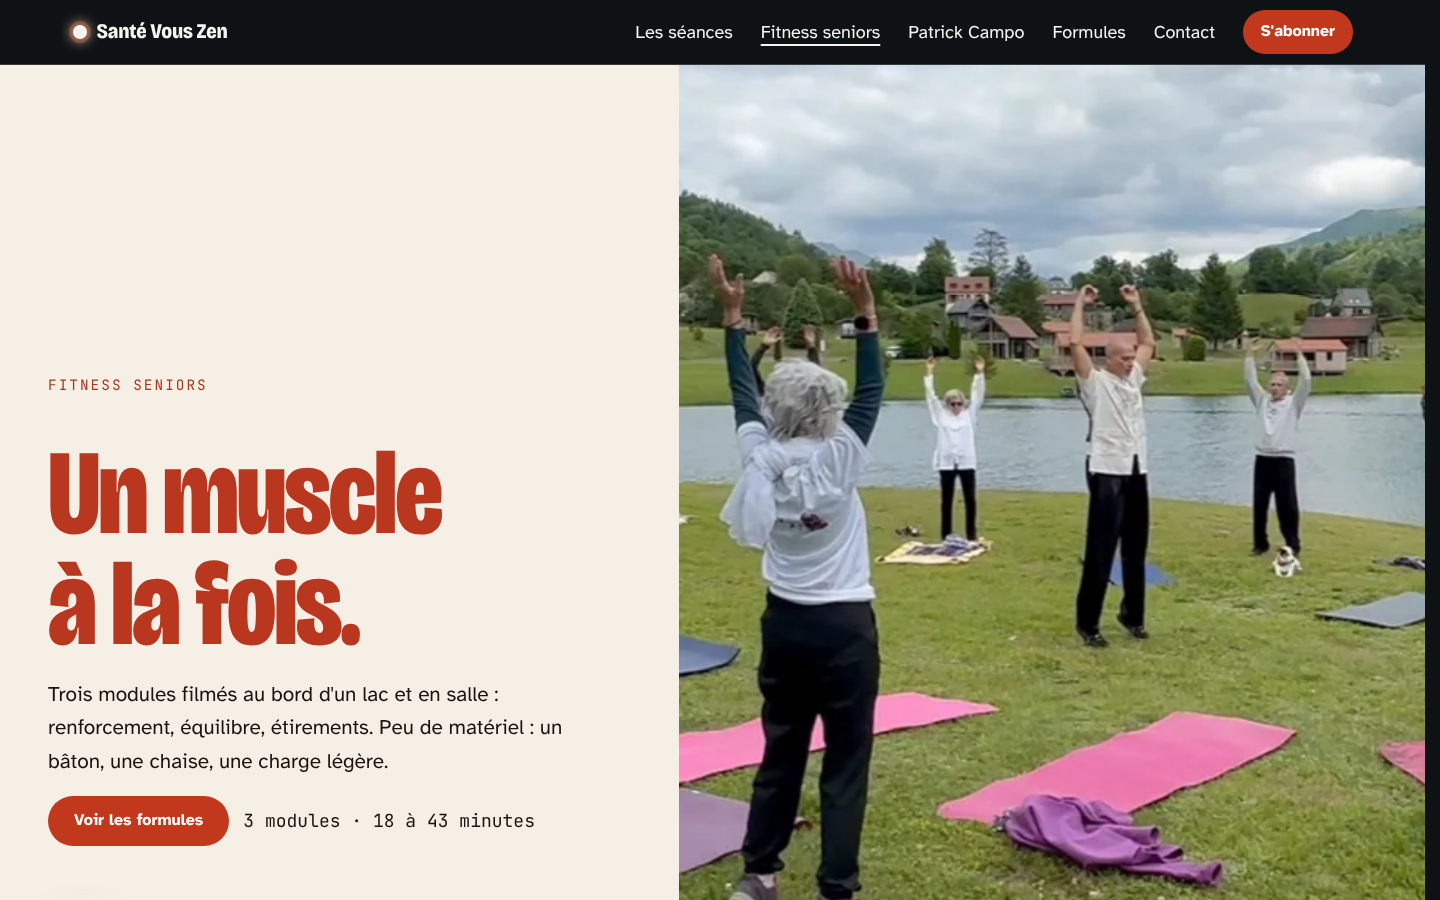 Santé Vous Zen
Les séances
Fitness seniors
Patrick Campo
Formules
Contact
S'abonner
FITNESS SENIORS
Un muscle
à la fois.
Trois modules filmés au bord d'un lac et en salle :
renforcement, équilibre, étirements. Peu de matériel : un
bâton, une chaise, une charge légère.
Voir les formules
3 modules · 18 à 43 minutes